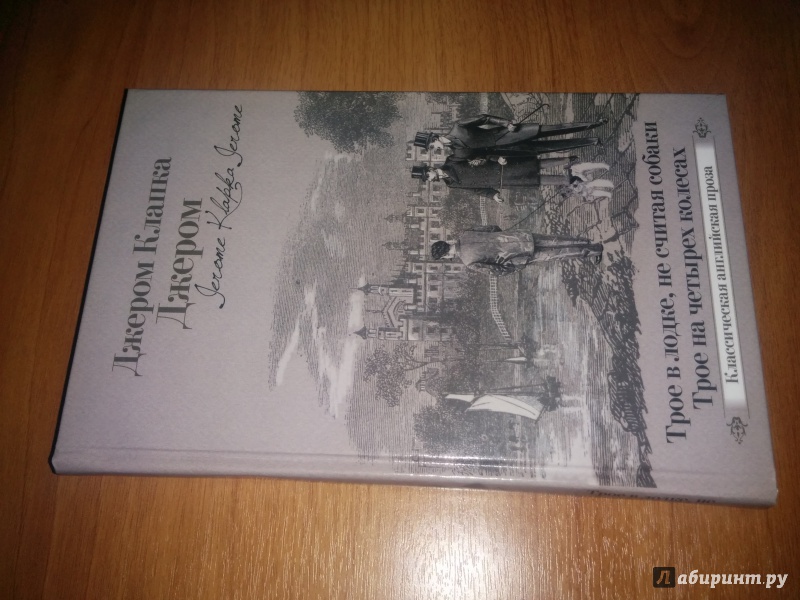 Джером Клапка
Джером
Jerome Klapka Jerome
Трое в лодке, не считая собаки
Трое на четырех колесах
Классическая английская проза
Лабиринт.ру